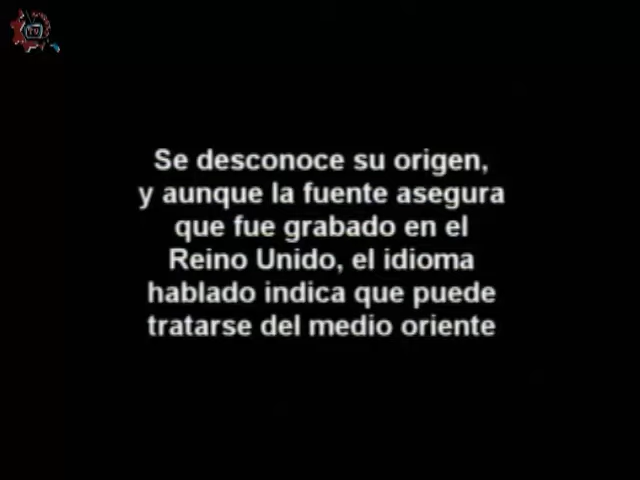 Se desconoce su origen,
y aunque la fuente asegura
que fue grabado en el
Reino Unido, el idioma
hablado indica que puede
tratarse del medio oriente